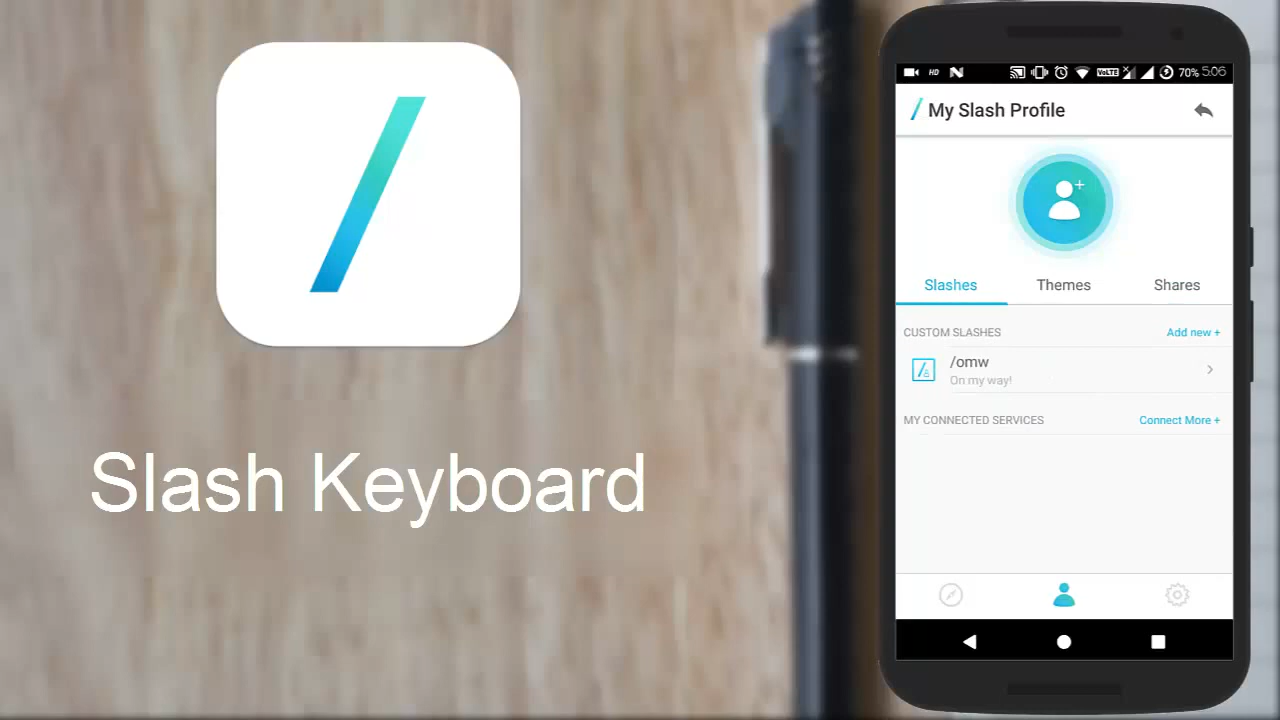 Slash Keyboard
HD VoLTE 70% 5:06
My Slash Profile
Slashes Themes Shares
CUSTOM SLASHES Add new +
/omw
On my way!
MY CONNECTED SERVICES Connect More +